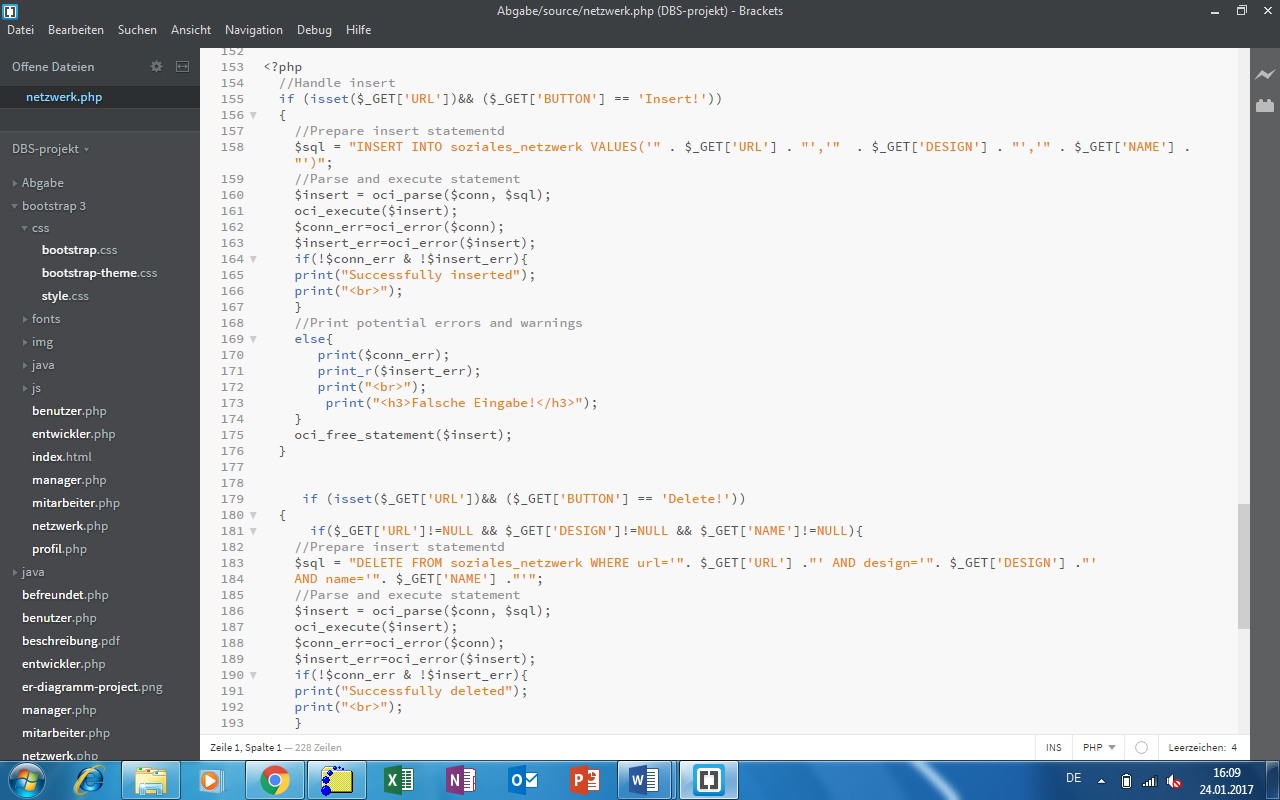 Abgabe/source/netzwerk.php (DBS-projekt) - Brackets
Datei Bearbeiten Suchen Ansicht Navigation Debug Hilfe
Offene Dateien
netzwerk.php
DBS-projekt
Abgabe
bootstrap 3
css
bootstrap.css
bootstrap-theme.css
style.css
fonts
img
java
js
benutzer.php
entwickler.php
index.html
manager.php
mitarbeiter.php
netzwerk.php
profil.php
java
befreundet.php
benutzer.php
beschreibung.pdf
entwickler.php
er-diagramm-project.png
manager.php
mitarbeiter.php
netzwerk.php
152
153 <?php
154 //Handle insert
155 if (isset($_GET['URL'])&& ($_GET['BUTTON'] == 'Insert!'))
156 {
157 //Prepare insert statementd
158 $sql = "INSERT INTO soziales_netzwerk VALUES('" . $_GET['URL'] . "','"  . $_GET['DESIGN'] . "','" . $_GET['NAME'] .
"')";
159 //Parse and execute statement
160 $insert = oci_parse($conn, $sql);
161 oci_execute($insert);
162 $conn_err=oci_error($conn);
163 $insert_err=oci_error($insert);
164 if(!$conn_err & !$insert_err){
165 print("Successfully inserted");
166 print("<br>");
167 }
168 //Print potential errors and warnings
169 else{
170 print($conn_err);
171 print_r($insert_err);
172 print("<br>");
173 print("<h3>Falsche Eingabe!</h3>");
174 }
175 oci_free_statement($insert);
176 }
177
178
179 if (isset($_GET['URL'])&& ($_GET['BUTTON'] == 'Delete!'))
180 {
181 if($_GET['URL']!=NULL && $_GET['DESIGN']!=NULL && $_GET['NAME']!=NULL){
182 //Prepare insert statementd
183 $sql = "DELETE FROM soziales_netzwerk WHERE url='". $_GET['URL'] ."' AND design='". $_GET['DESIGN'] ."'
184 AND name='". $_GET['NAME'] ."'";
185 //Parse and execute statement
186 $insert = oci_parse($conn, $sql);
187 oci_execute($insert);
188 $conn_err=oci_error($conn);
189 $insert_err=oci_error($insert);
190 if(!$conn_err & !$insert_err){
191 print("Successfully deleted");
192 print("<br>");
193 }
Zeile 1, Spalte 1 — 228 Zeilen INS PHP Leerzeichen: 4
DE
16:09
24.01.2017